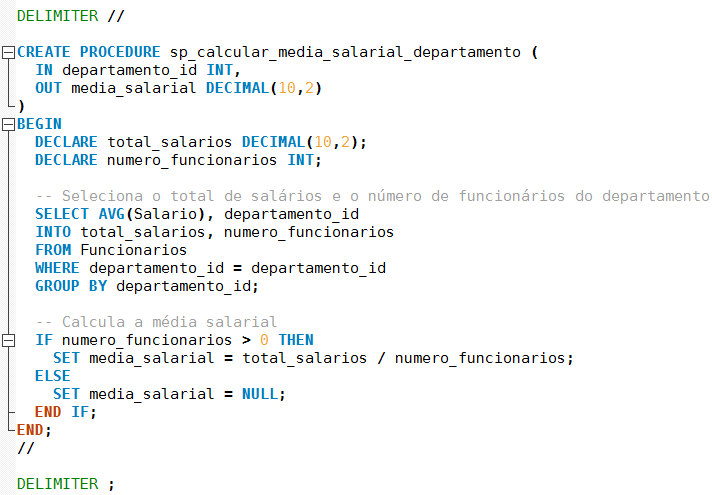 DELIMITER //
CREATE PROCEDURE sp_calcular_media_salarial_departamento (
IN departamento_id INT,
OUT media_salarial DECIMAL(10,2)
)
BEGIN
DECLARE total_salarios DECIMAL(10,2);
DECLARE numero_funcionarios INT;
-- Seleciona o total de salários e o número de funcionários do departamento
SELECT AVG(Salario), departamento_id
INTO total_salarios, numero_funcionarios
FROM Funcionarios
WHERE departamento_id = departamento_id
GROUP BY departamento_id;
-- Calcula a média salarial
IF numero_funcionarios > 0 THEN
SET media_salarial = total_salarios / numero_funcionarios;
ELSE
SET media_salarial = NULL;
END IF;
END;
//
DELIMITER ;